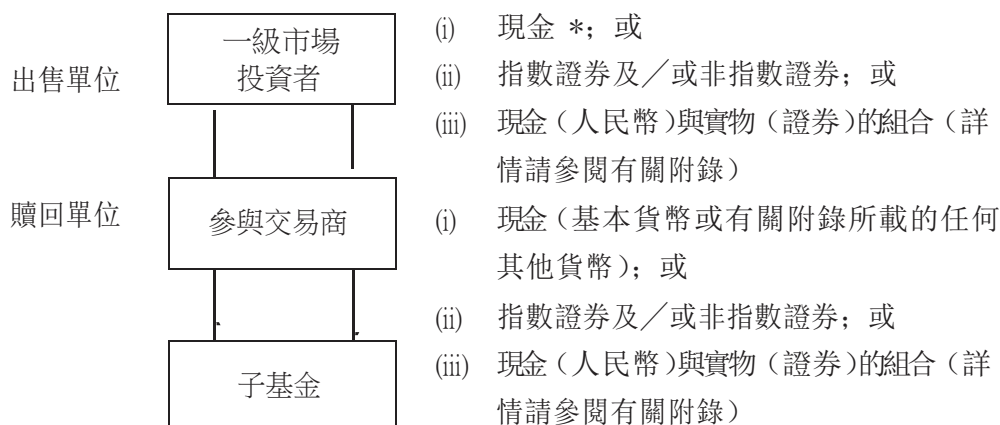 一級市場
投資者
出售單位
(i) 現金 *；或
(ii) 指數證券及／或非指數證券；或
(iii) 現金（人民幣）與實物（證券）的組合（詳
情請參閱有關附錄）
贖回單位
參與交易商
(i) 現金（基本貨幣或有關附錄所載的任何
其他貨幣）；或
(ii) 指數證券及／或非指數證券；或
(iii) 現金（人民幣）與實物（證券）的組合（詳
情請參閱有關附錄）
子基金